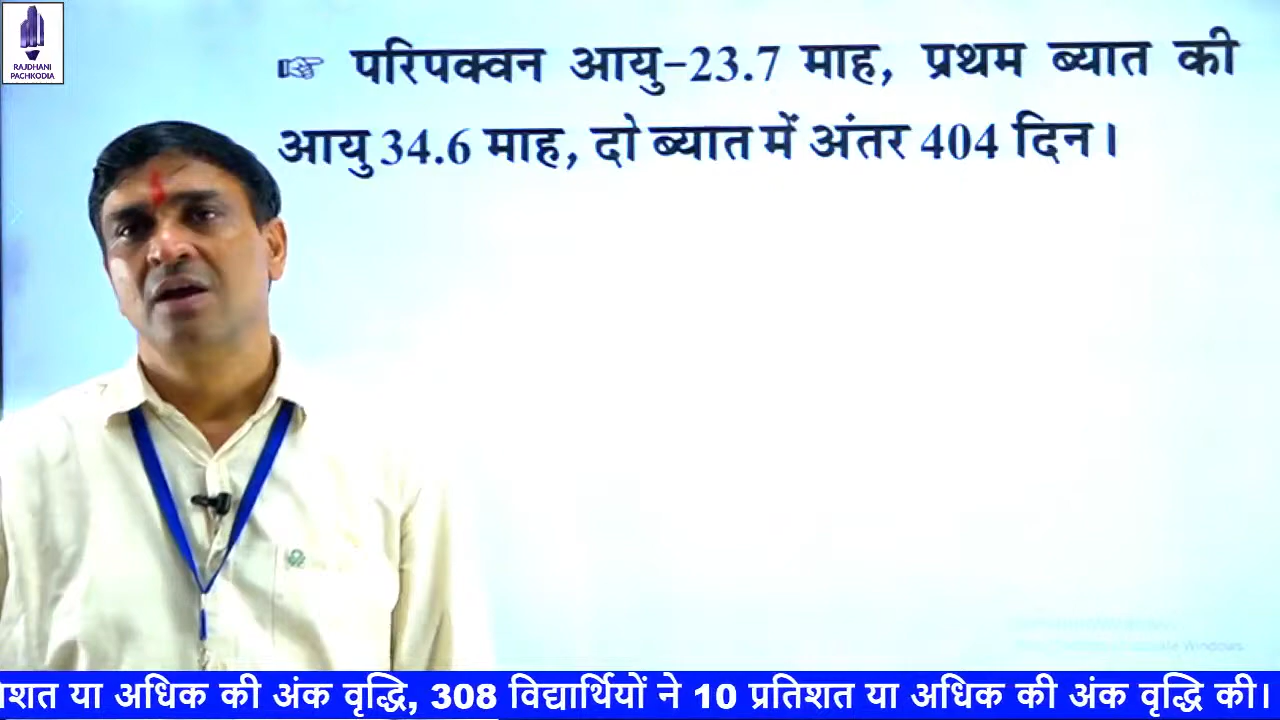 RAJDHANI
PACHKODIA
☞ परिपक्वन आयु-23.7 माह, प्रथम ब्यात की
आयु 34.6 माह, दो ब्यात में अंतर 404 दिन।
या अधिक की अंक वृद्धि, 308 विद्यार्थियों ने 10 प्रतिशत या अधिक की अंक वृद्धि की।